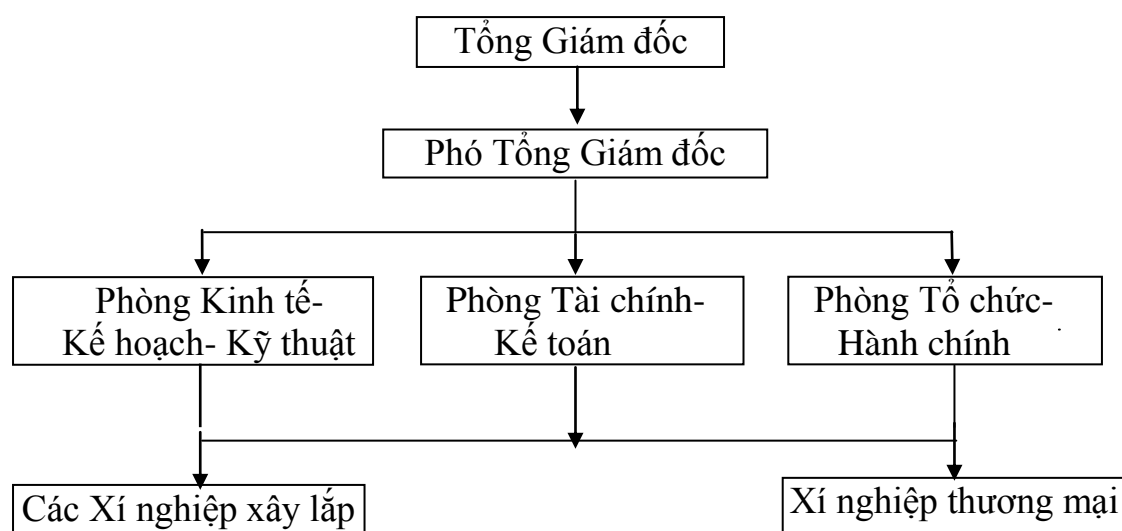 Tổng Giám đốc
Phó Tổng Giám đốc
Phòng Kinh tế-
Kế hoạch- Kỹ thuật
Phòng Tài chính-
Kế toán
Phòng Tổ chức-
Hành chính
Các Xí nghiệp xây lắp
Xí nghiệp thương mại